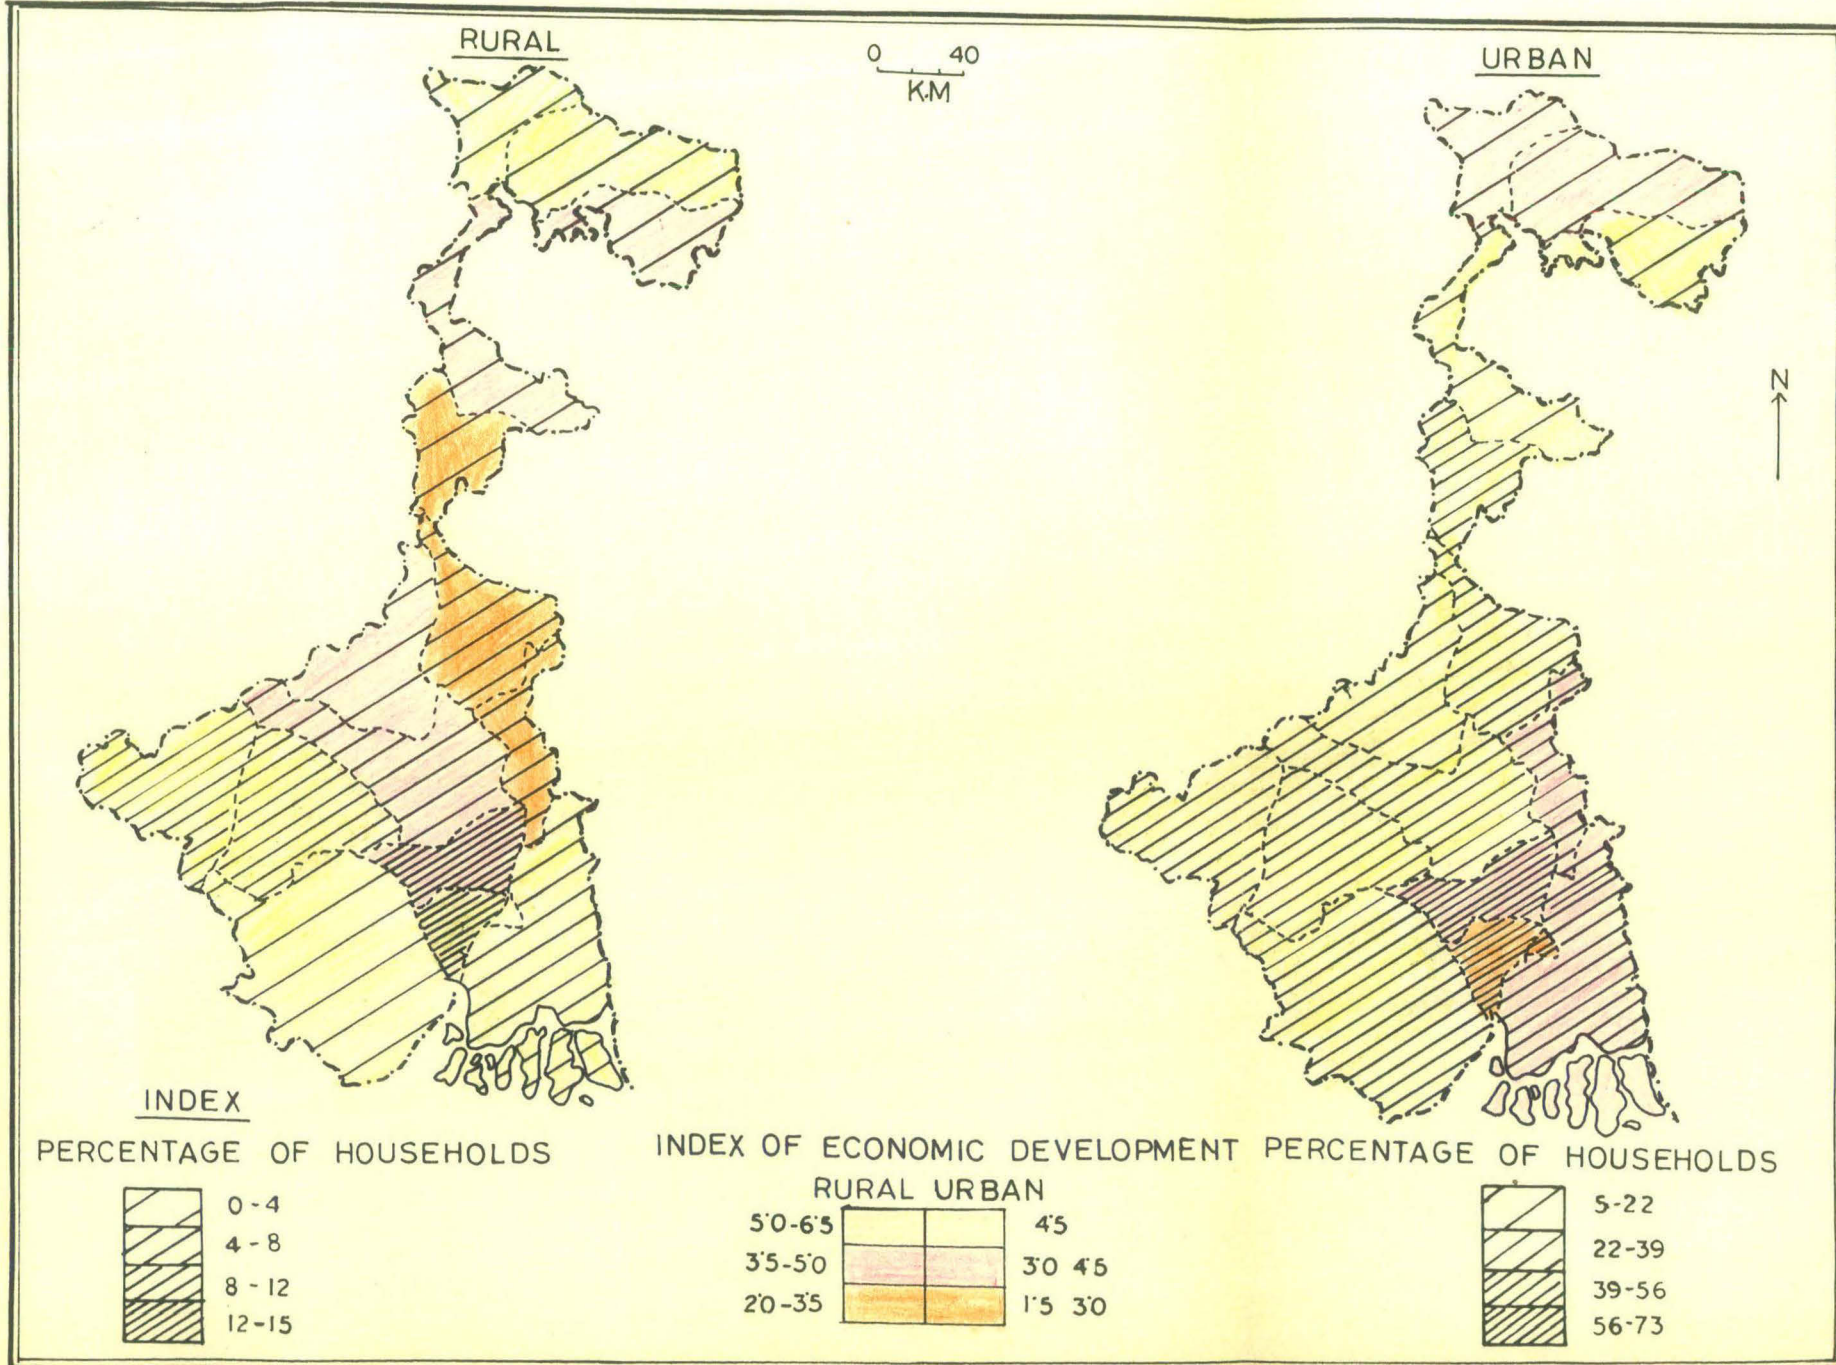 RURAL
0 40
K.M
URBAN
N
INDEX
PERCENTAGE OF HOUSEHOLDS
0-4
4-8
8-12
12-15
INDEX OF ECONOMIC DEVELOPMENT
RURAL URBAN
5·0-6·5 4·5
3·5-5·0 3·0 4·5
2·0-3·5 1·5 3·0
PERCENTAGE OF HOUSEHOLDS
5-22
22-39
39-56
56-73